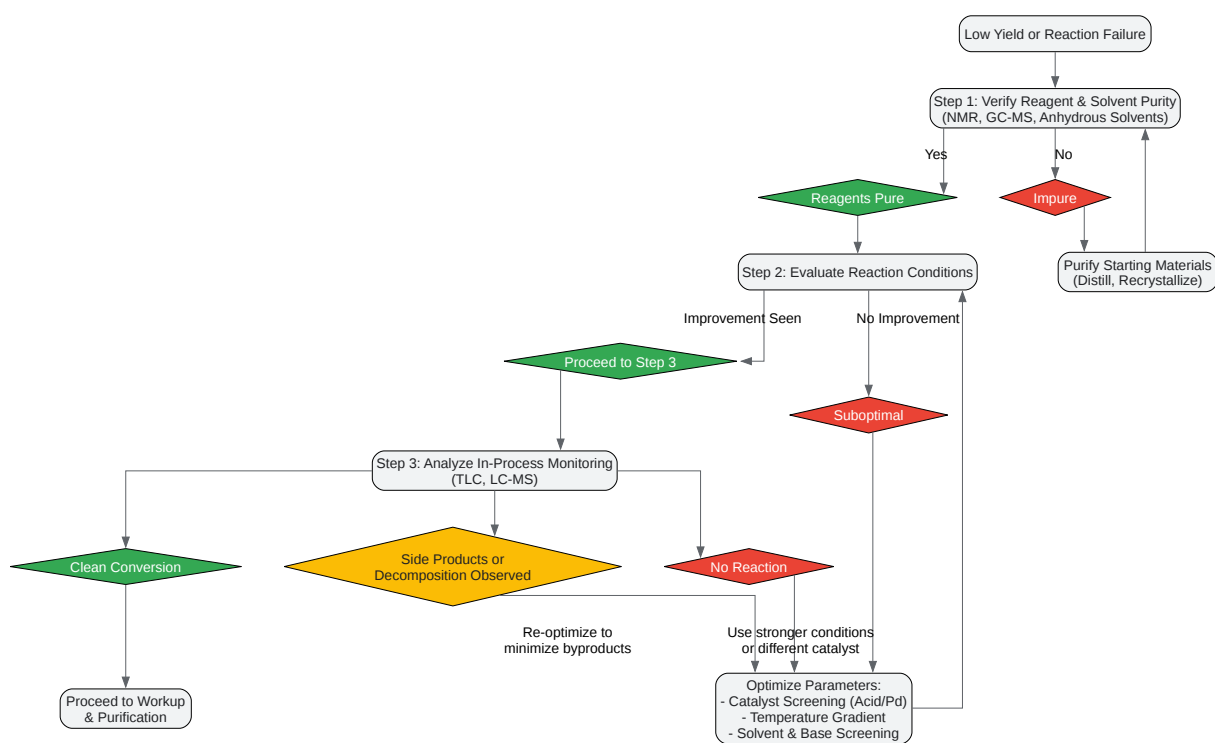 Low Yield or Reaction Failure
Step 1: Verify Reagent & Solvent Purity
(NMR, GC-MS, Anhydrous Solvents)
Yes
No
Reagents Pure
Impure
Step 2: Evaluate Reaction Conditions
Purify Starting Materials
(Distill, Recrystallize)
Improvement Seen
No Improvement
Proceed to Step 3
Suboptimal
Step 3: Analyze In-Process Monitoring
(TLC, LC-MS)
Clean Conversion
Side Products or
Decomposition Observed
No Reaction
Re-optimize to
minimize byproducts
Use stronger conditions
or different catalyst
Proceed to Workup
& Purification
Optimize Parameters:
- Catalyst Screening (Acid/Pd)
- Temperature Gradient
- Solvent & Base Screening